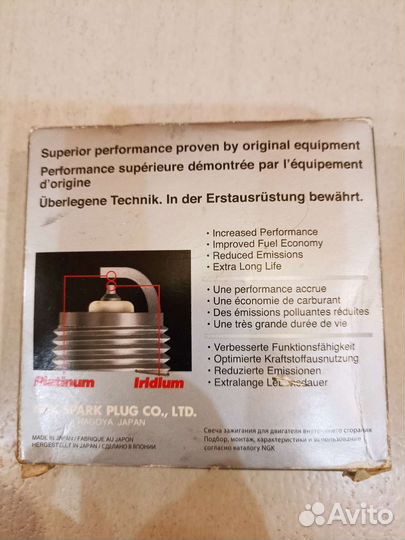 Superior performance proven by original equipment
Performance supérieure démontrée par l'équipement
d'origine
Überlegene Technik. In der Erstausrüstung bewährt.
· Increased Performance
· Improved Fuel Economy
· Reduced Emissions
· Extra Long Life
· Une performance accrue
· Une économie de carburant
· Des émissions polluantes réduites
· Une très grande durée de vie
· Verbesserte Funktionsfähigkeit
· Optimierte Kraftstoffausnutzung
· Reduzierte Emissionen
· Extralange Lebensdauer
Platinum Iridium
SPARK PLUG CO., LTD.
NAGOYA JAPAN
MADE IN JAPAN / FABRIQUE AU JAPON
HERGESTELLT IN JAPAN / СДЕЛАНО В ЯПОНИИ
Свеча зажигания для двигателя внутреннего сгорания.
Подбор, монтаж, характеристики и использование
согласно каталогу NGK
Avito